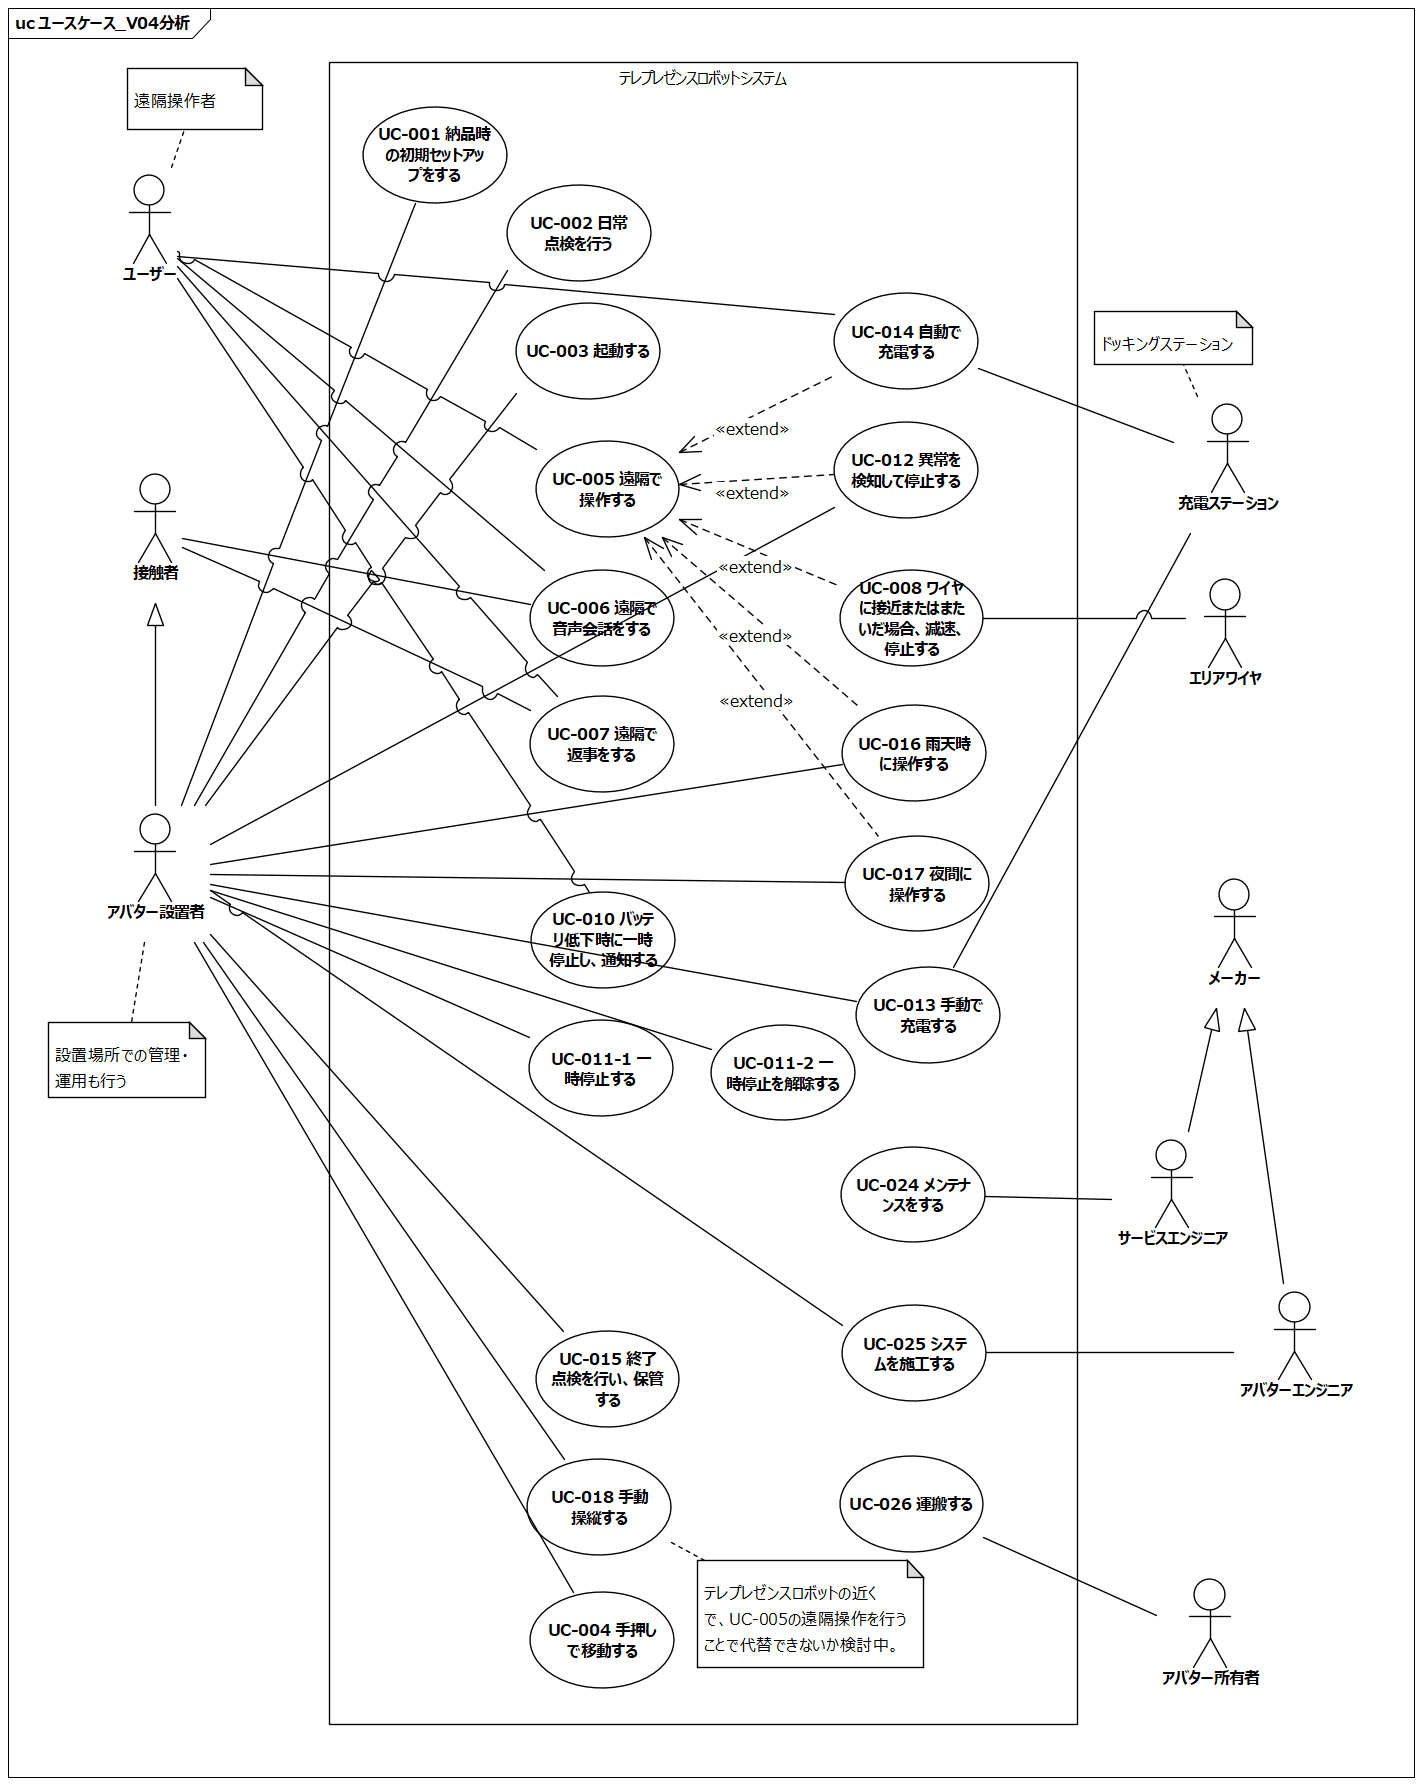 uc ユースケース_V04分析
テレプレゼンスロボットシステム
遠隔操作者
ユーザー
UC-001 納品時
の初期セットアッ
プをする
UC-002 日常
点検を行う
UC-003 起動する
UC-014 自動で
充電する
ドッキングステーション
«extend»
UC-005 遠隔で
操作する
UC-012 異常を
検知して停止する
«extend»
充電ステーション
接触者
«extend»
UC-006 遠隔で
音声会話をする
UC-008 ワイヤ
に接近またはまた
いだ場合、減速、
停止する
«extend»
エリアワイヤ
«extend»
UC-007 遠隔で
返事をする
UC-016 雨天時
に操作する
アバター設置者
UC-017 夜間に
操作する
UC-010 バッテ
リ低下時に一時
停止し、通知する
メーカー
UC-013 手動で
充電する
設置場所での管理・
運用も行う
UC-011-1 一
時停止する
UC-011-2 一
時停止を解除する
UC-024 メンテナ
ンスをする
サービスエンジニア
UC-025 システ
ムを施工する
アバターエンジニア
UC-015 終了
点検を行い、保管
する
UC-018 手動
操縦する
UC-026 運搬する
テレプレゼンスロボットの近く
で、UC-005の遠隔操作を行う
ことで代替できないか検討中。
UC-004 手押し
で移動する
アバター所有者